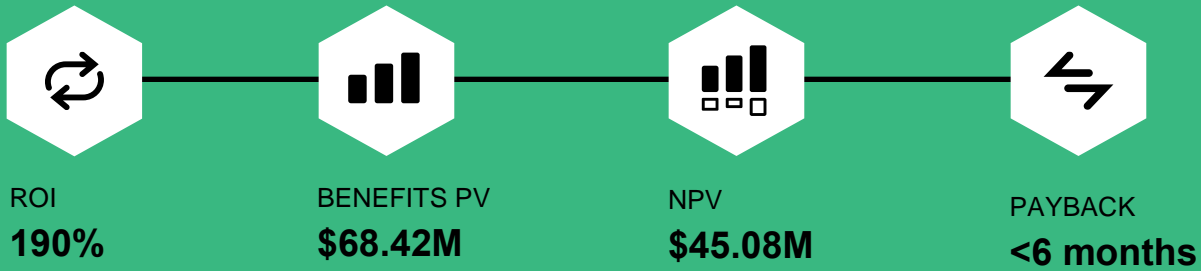 ROI
190%
BENEFITS PV
$68.42M
NPV
$45.08M
PAYBACK
<6 months